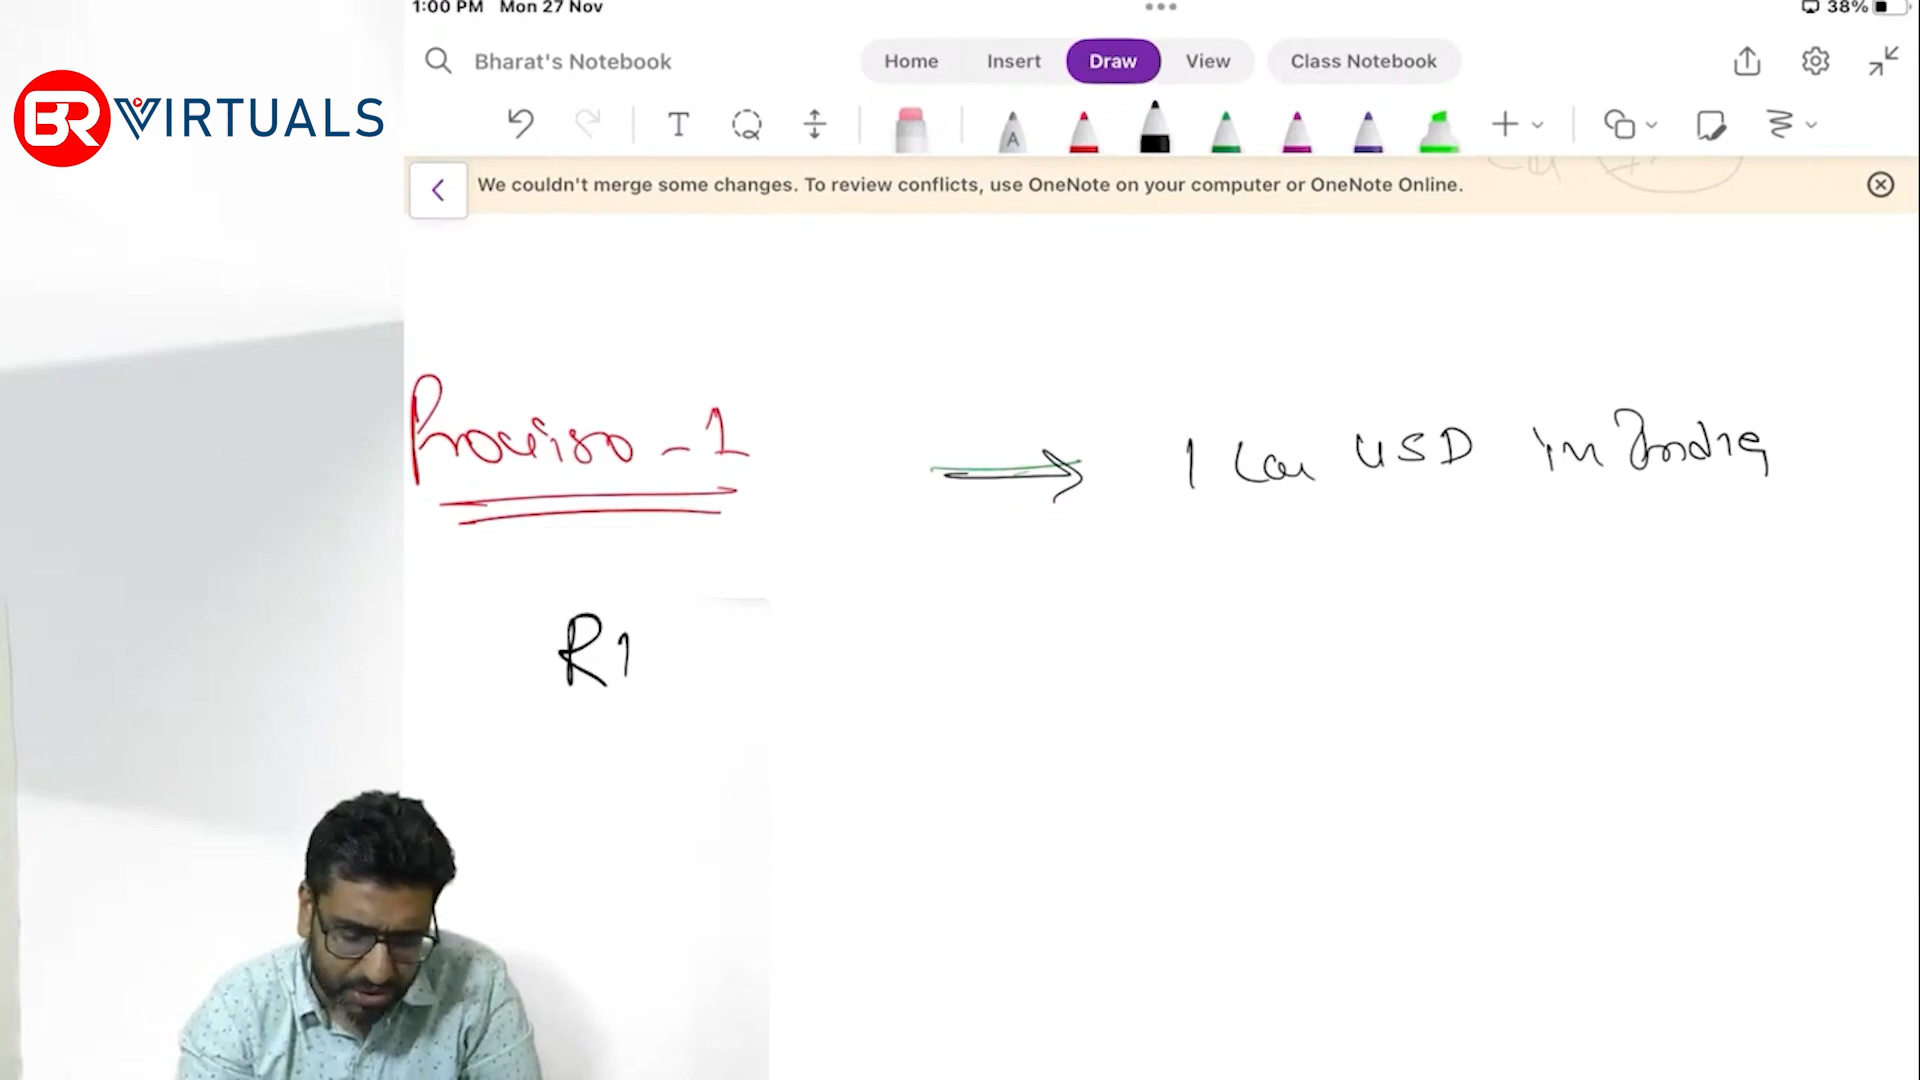 1:00 PM Mon 27 Nov
38%
BR VIRTUALS
Bharat's Notebook
Home
Insert
Draw
View
Class Notebook
T
A
We couldn't merge some changes. To review conflicts, use OneNote on your computer or OneNote Online.
Proviso - 1
1 Car USD in India
R1